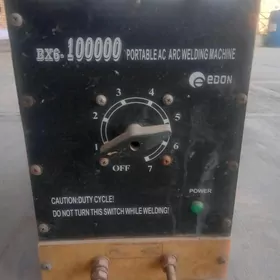 BX6-100000 PORTABLE AC ARC WELDING MACHINE
eDON
3 4
2 5
6
1 7
OFF
POWER
CAUTION:DUTY CYCLE!
DO NOT TURN THIS SWITCH WHILE WELDING!